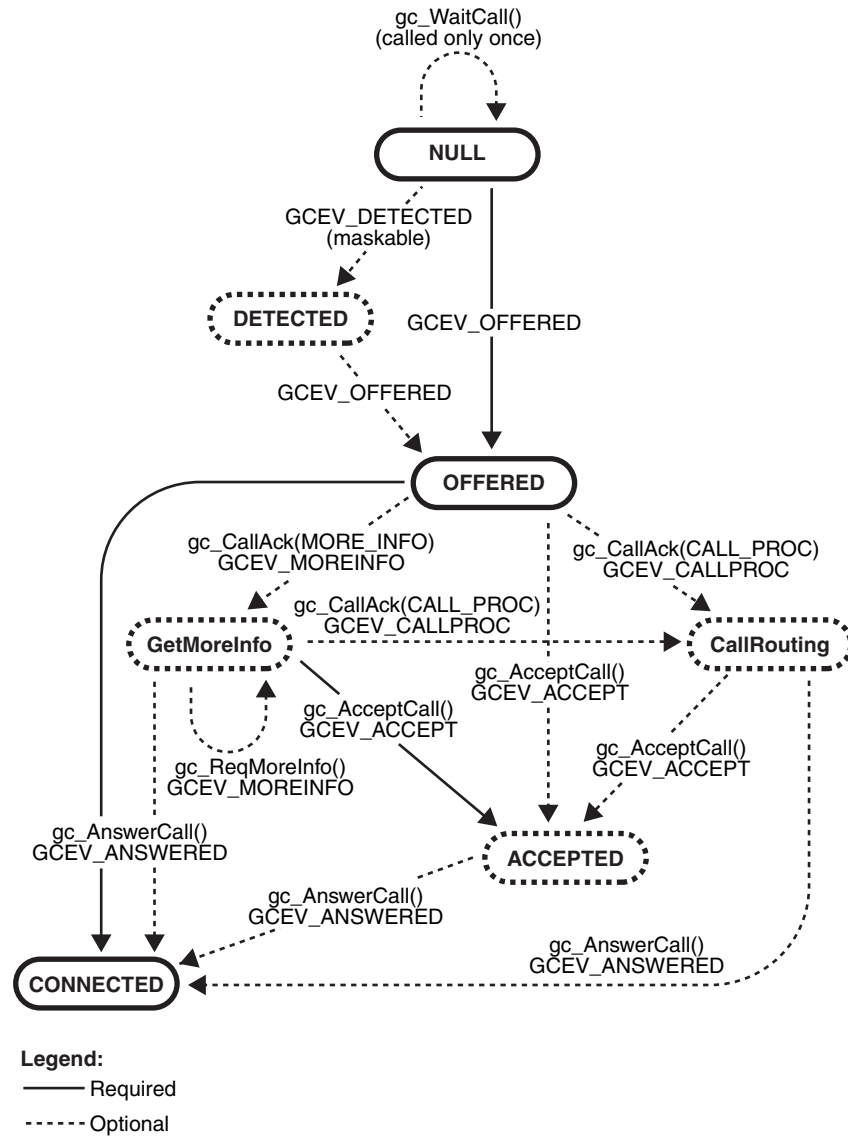 gc_WaitCall()
(called only once)
NULL
GCEV_DETECTED
(maskable)
DETECTED
GCEV_OFFERED
GCEV_OFFERED
OFFERED
gc_CallAck(MORE_INFO)
GCEV_MOREINFO
gc_CallAck(CALL_PROC)
GCEV_CALLPROC
gc_CallAck(CALL_PROC)
GCEV_CALLPROC
GetMoreInfo
CallRouting
gc_AcceptCall()
GCEV_ACCEPT
gc_AcceptCall()
GCEV_ACCEPT
gc_AcceptCall()
GCEV_ACCEPT
gc_ReqMoreInfo()
GCEV_MOREINFO
gc_AnswerCall()
GCEV_ANSWERED
ACCEPTED
gc_AnswerCall()
GCEV_ANSWERED
gc_AnswerCall()
GCEV_ANSWERED
CONNECTED
Legend:
Required
Optional